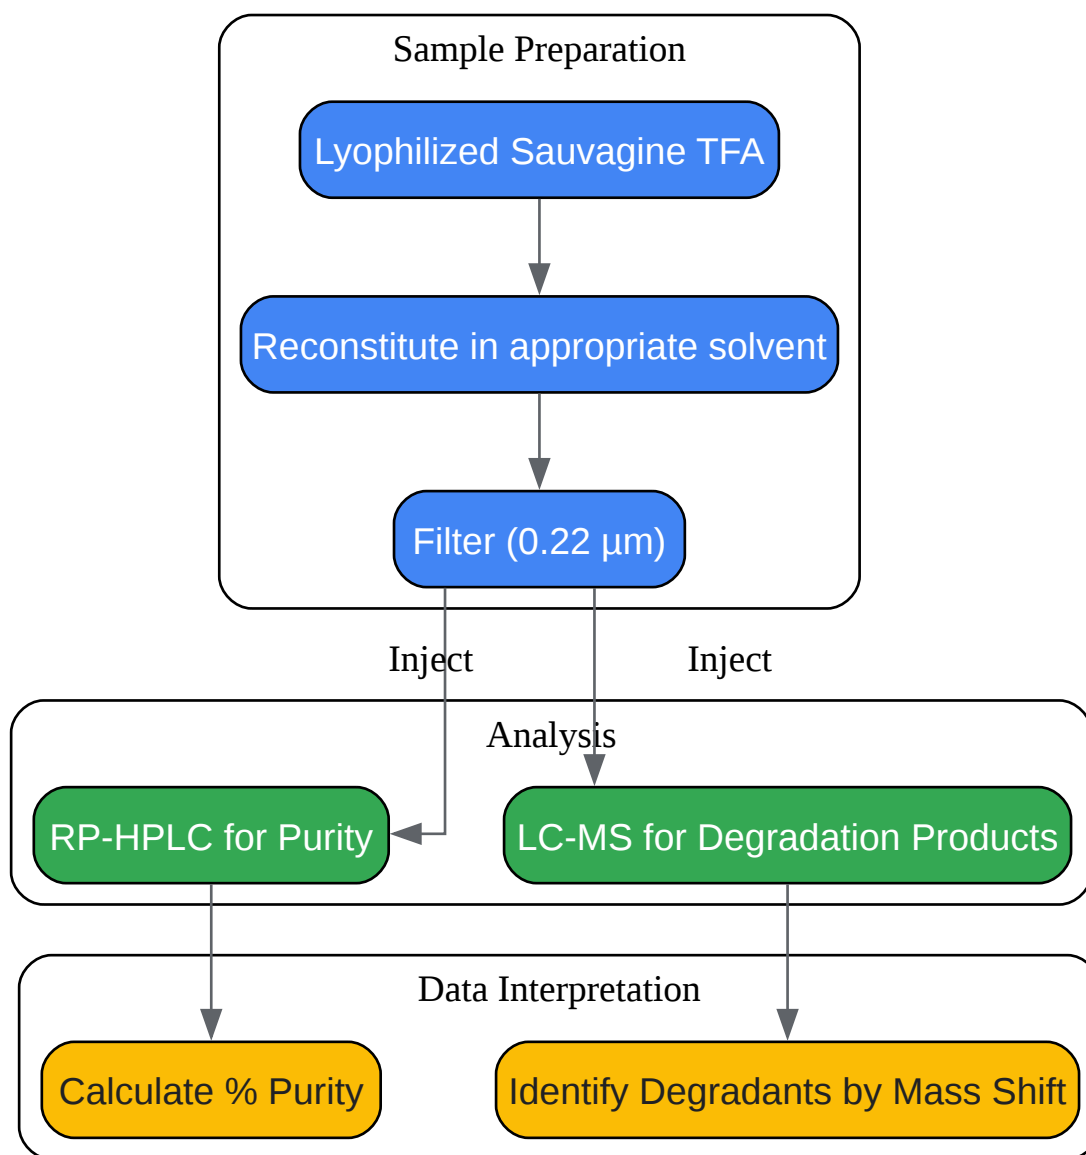 Sample Preparation
Lyophilized Sauvagine TFA
Reconstitute in appropriate solvent
Filter (0.22 µm)
Inject
Inject
Analysis
RP-HPLC for Purity
LC-MS for Degradation Products
Data Interpretation
Calculate % Purity
Identify Degradants by Mass Shift